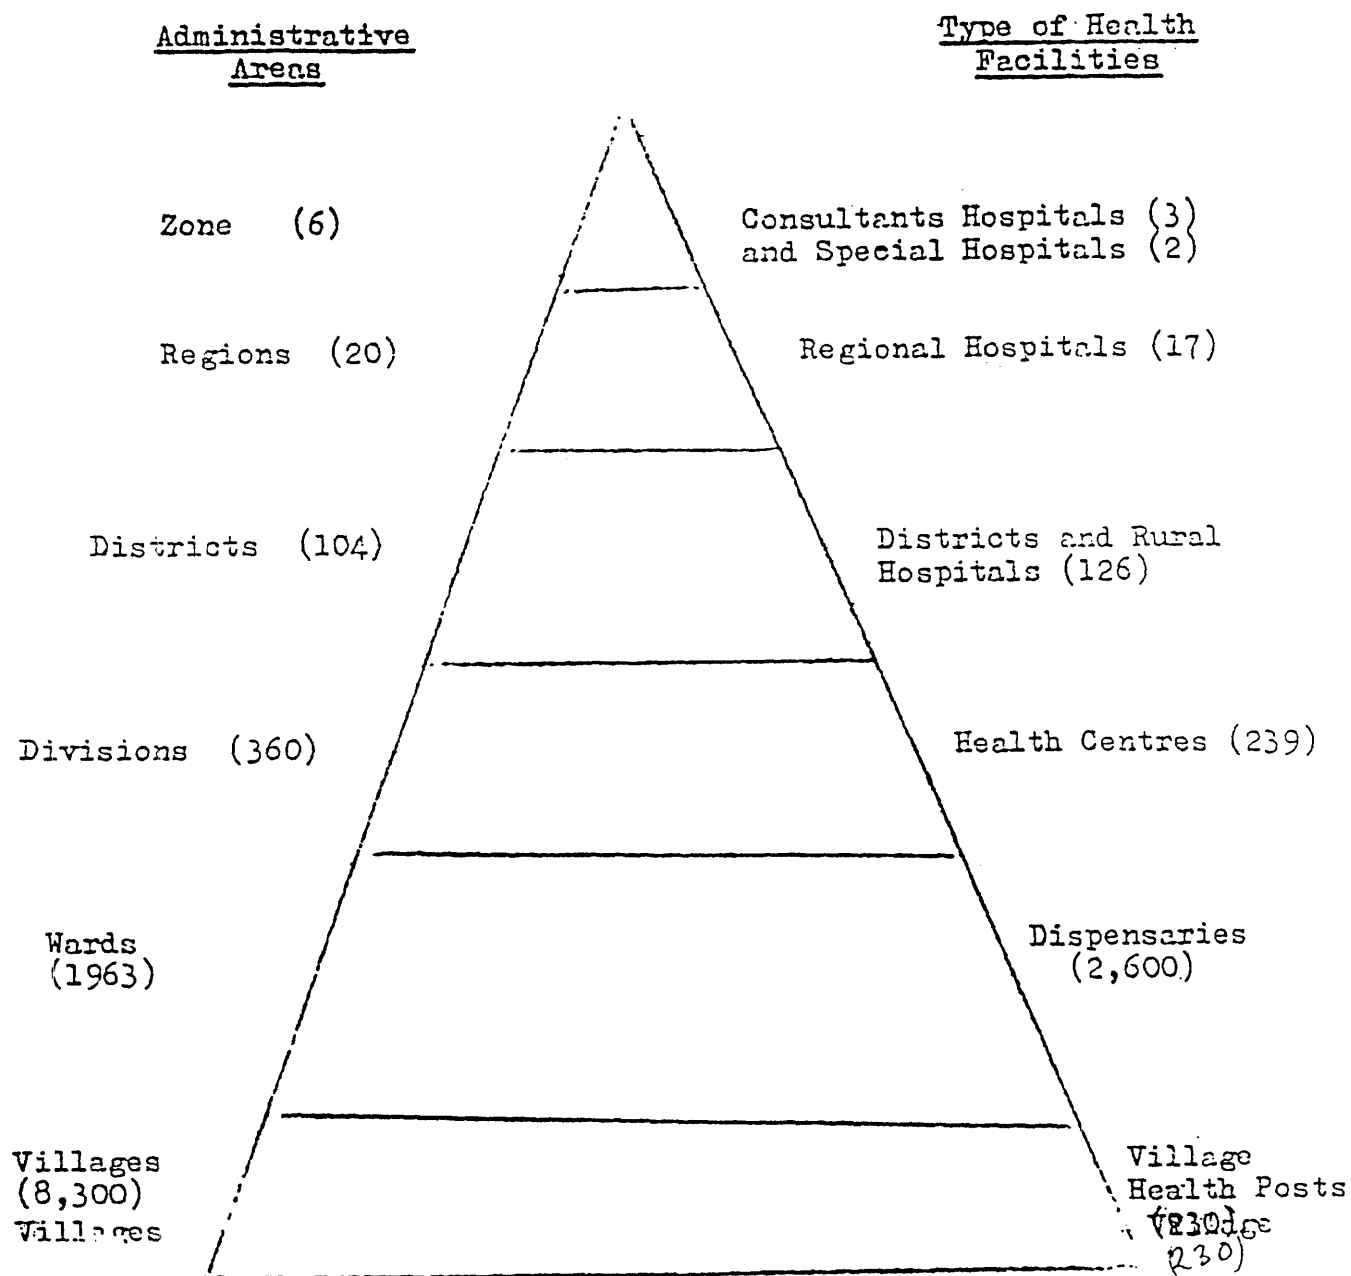 Administrative
Areas
Type of Health
Facilities
Zone (6)
Consultants Hospitals (3)
and Special Hospitals (2)
Regions (20)
Regional Hospitals (17)
Districts (104)
Districts and Rural
Hospitals (126)
Divisions (360)
Health Centres (239)
Wards
(1963)
Dispensaries
(2,600)
Villages
(8,300)
Villages
Village
Health Posts
230)